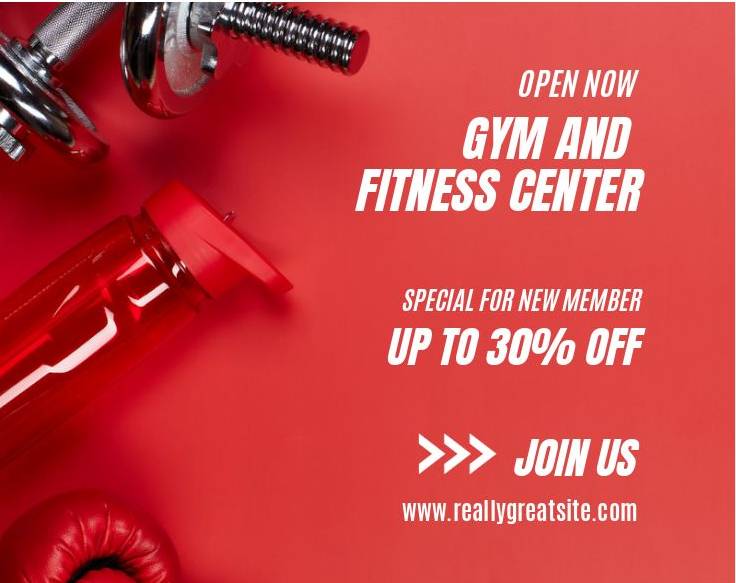 OPEN NOW
GYM AND
FITNESS CENTER
SPECIAL FOR NEW MEMBER
UP TO 30% OFF
>>> JOIN US
www.reallygreatsite.com